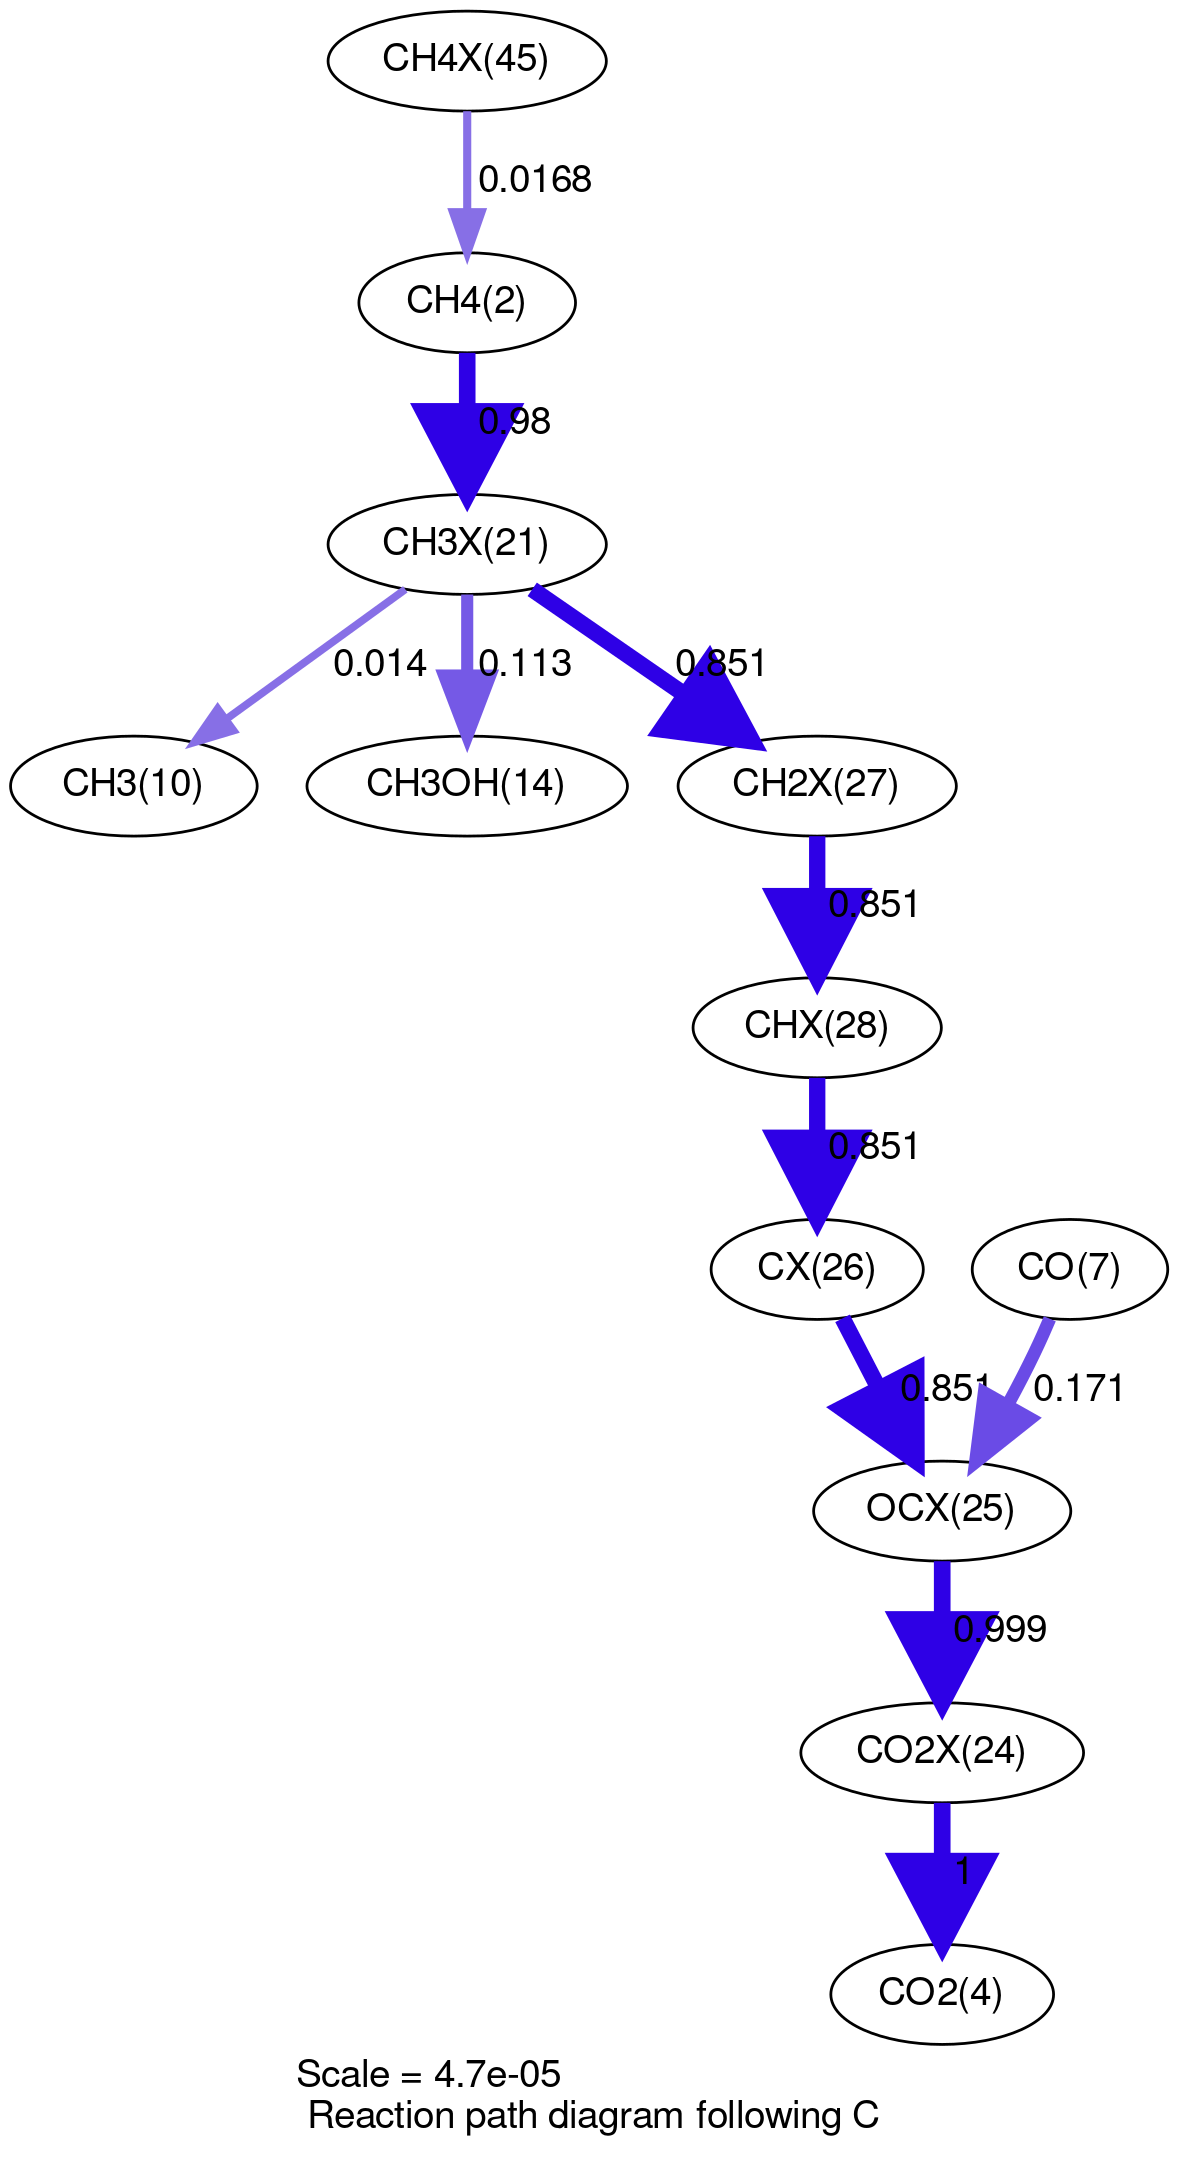 CH4X(45)
0.0168
CH4(2)
0.98
CH3X(21)
0.014
0.113
0.851
CH3(10)
CH3OH(14)
CH2X(27)
0.851
CHX(28)
0.851
CX(26)
CO(7)
0.851
0.171
OCX(25)
0.999
CO2X(24)
1
CO2(4)
Scale = 4.7e-05
Reaction path diagram following C